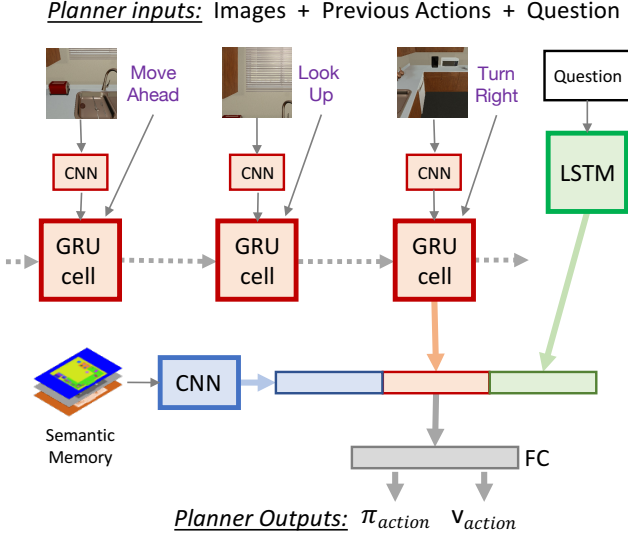 Planner inputs: Images + Previous Actions + Question
Move
Ahead
Look
Up
Turn
Right
Question
CNN
CNN
CNN
LSTM
GRU
cell
GRU
cell
GRU
cell
CNN
Semantic
Memory
FC
Planner Outputs: π_action v_action